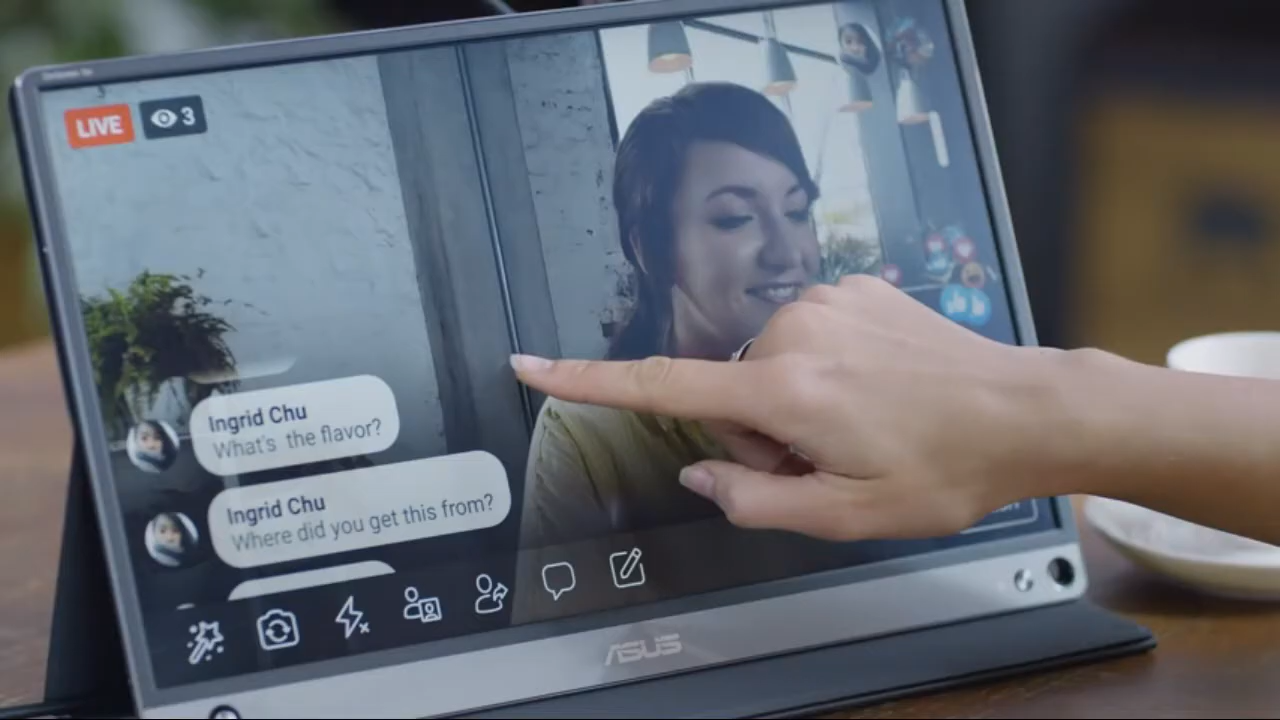 LIVE
3
Ingrid Chu
What's the flavor?
Ingrid Chu
Where did you get this from?
ASUS